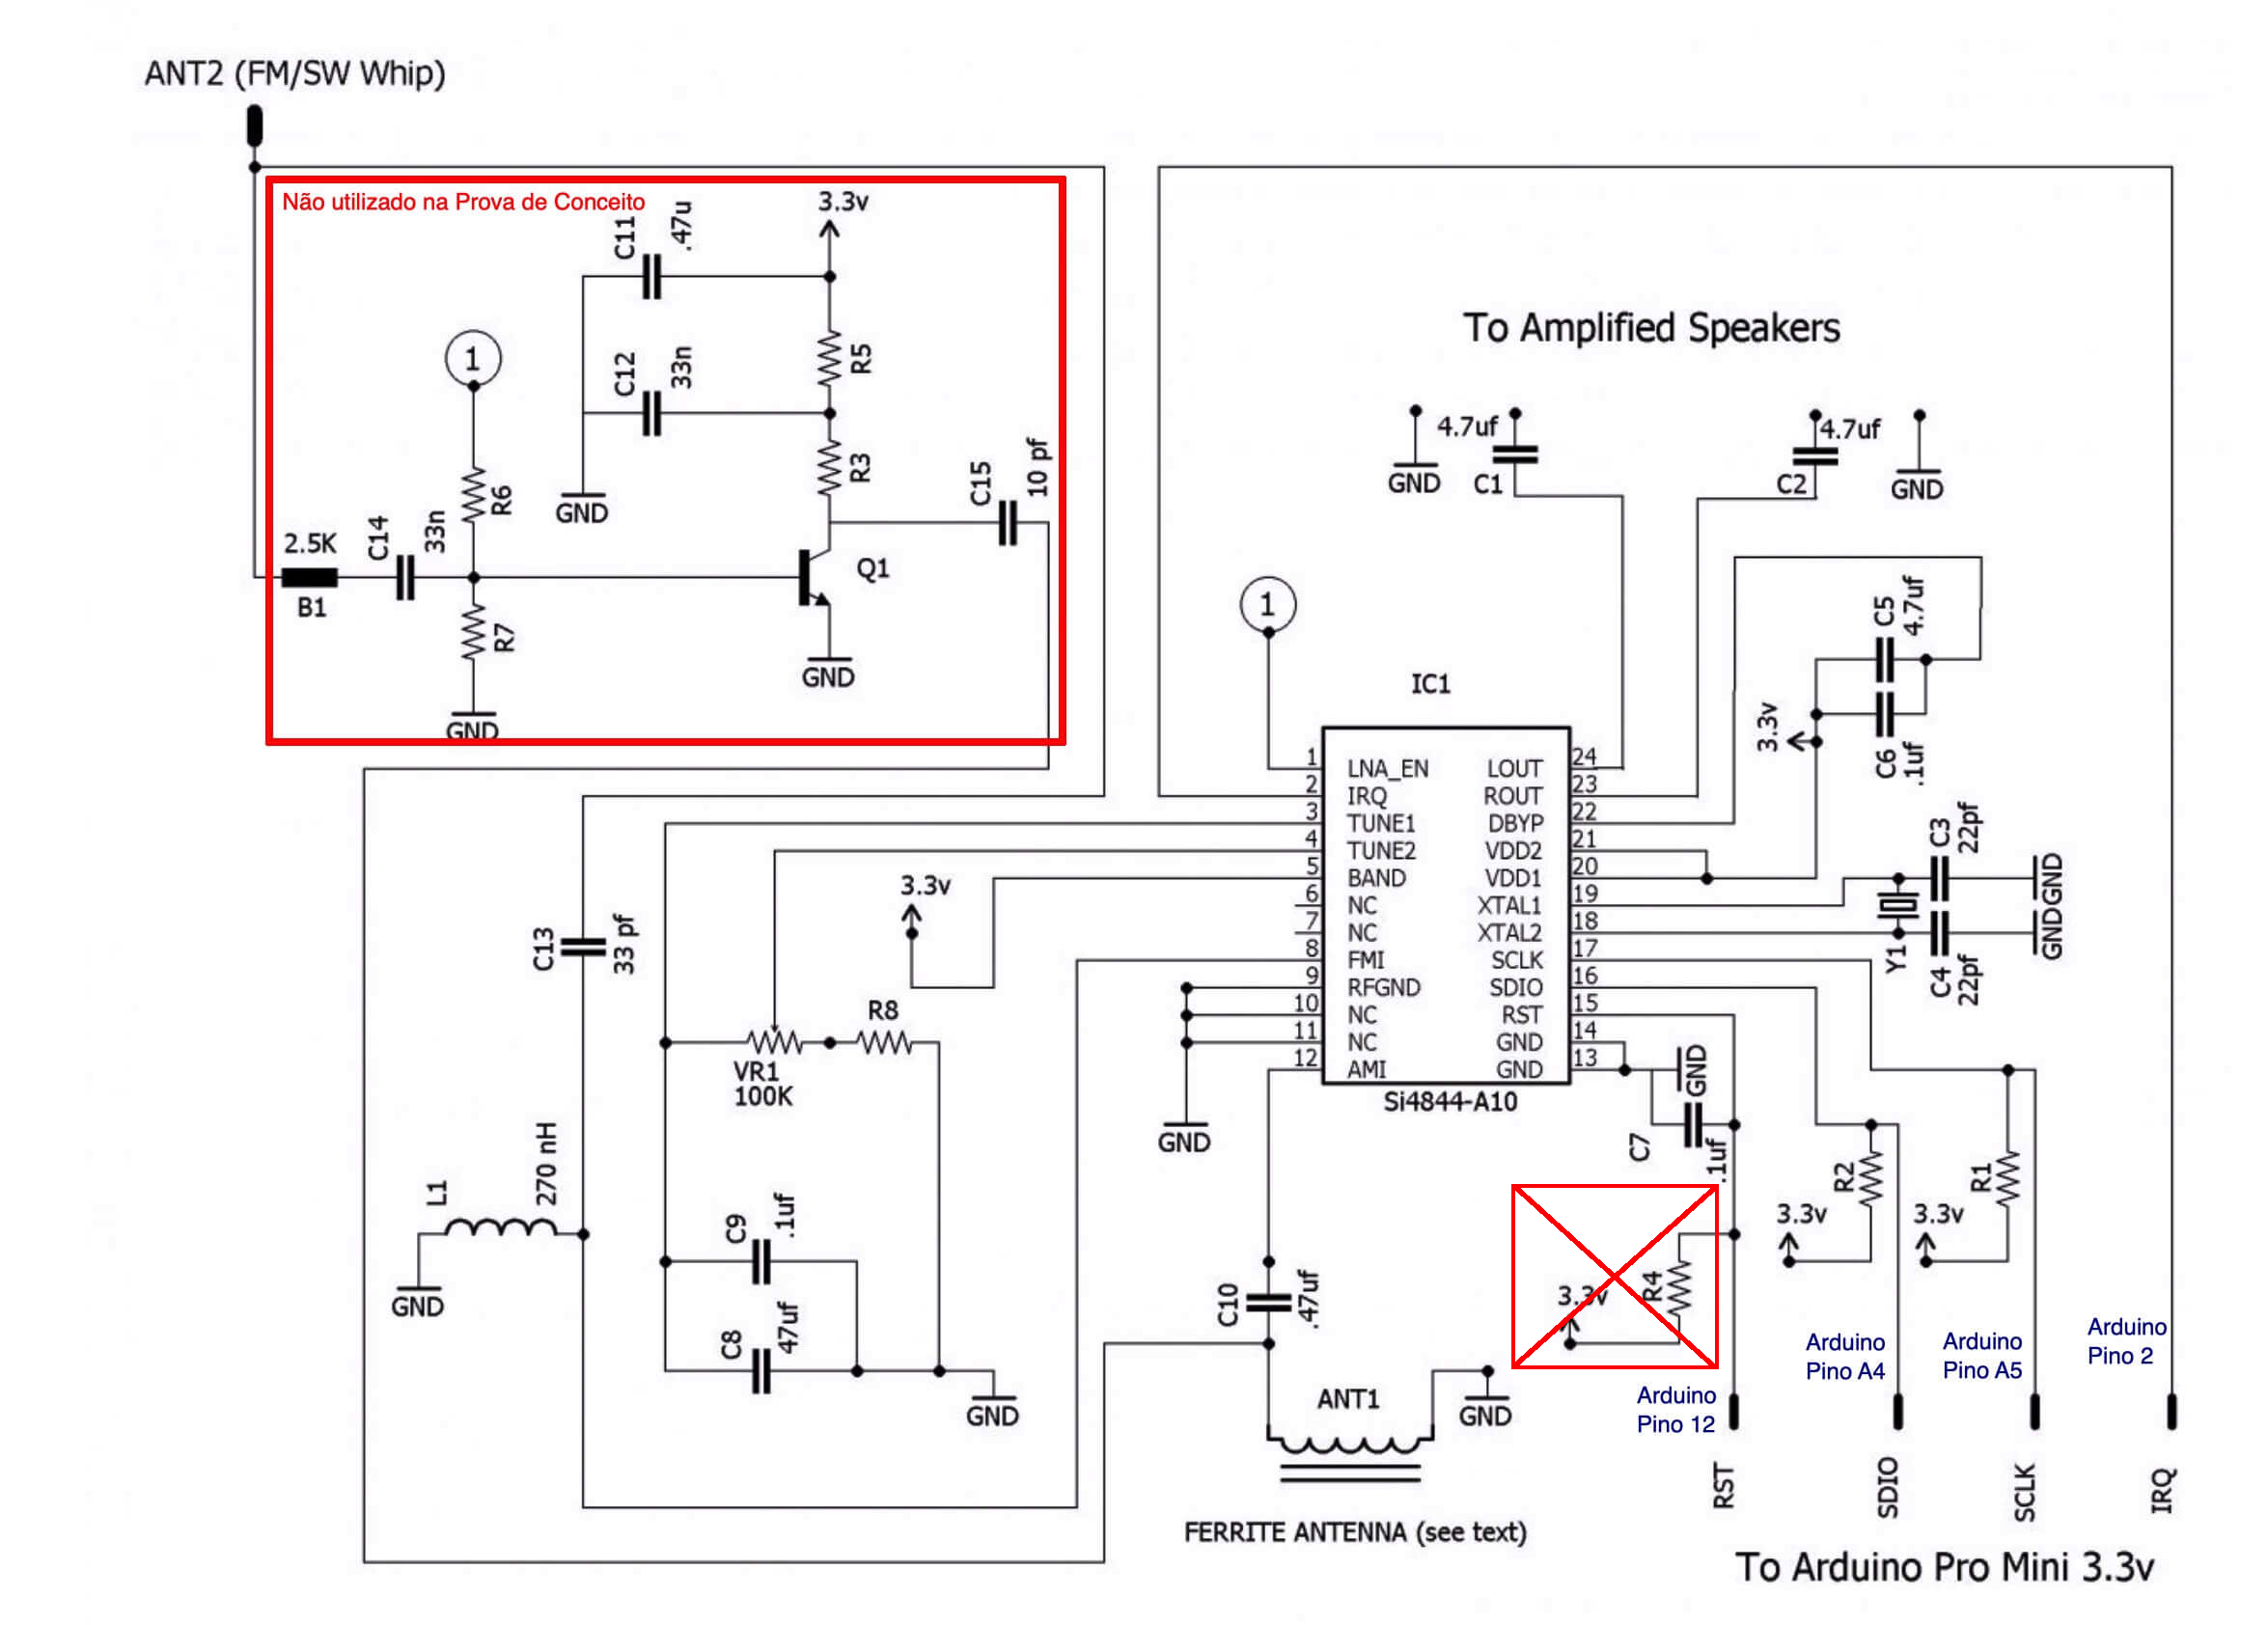 ANT2 (FM/SW Whip)
Não utilizado na Prova de Conceito
3.3v
C11
.47u
C12
33n
R5
R3
1
R6
GND
C15
10 pf
2.5K
B1
C14
33n
Q1
R7
GND
GND
To Amplified Speakers
GND
4.7uf
C1
4.7uf
C2
GND
1
IC1
C5
4.7uf
3.3v
C6
.1uf
1 LNA_EN LOUT 24
2 IRQ ROUT 23
3 TUNE1 DBYP 22
4 TUNE2 VDD2 21
5 BAND VDD1 20
6 NC XTAL1 19
7 NC XTAL2 18
8 FMI SCLK 17
9 RFGND SDIO 16
10 NC RST 15
11 NC GND 14
12 AMI GND 13
Si4844-A10
C3
22pf
GND
GND
Y1
C4
22pf
3.3v
C13
33 pf
R8
VR1
100K
GND
GND
C7
.1uf
L1
270 nH
GND
C9
.1uf
C8
47uf
GND
C10
.47uf
3.3v
R4
R2
3.3v
R1
3.3v
ANT1
GND
FERRITE ANTENNA (see text)
Arduino
Pino 12
Arduino
Pino A4
Arduino
Pino A5
Arduino
Pino 2
RST
SDIO
SCLK
IRQ
To Arduino Pro Mini 3.3v